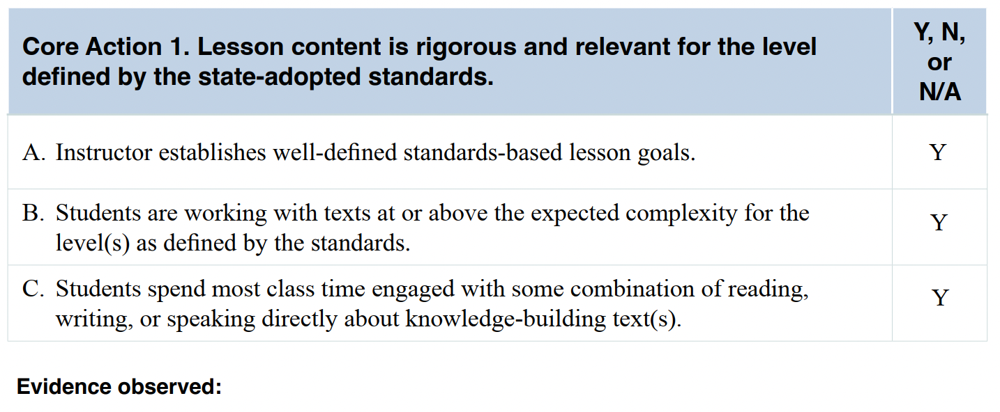 Core Action 1. Lesson content is rigorous and relevant for the level
defined by the state-adopted standards.
Y, N,
or
N/A
A. Instructor establishes well-defined standards-based lesson goals.
Y
B. Students are working with texts at or above the expected complexity for the
level(s) as defined by the standards.
Y
C. Students spend most class time engaged with some combination of reading,
writing, or speaking directly about knowledge-building text(s).
Y
Evidence observed: